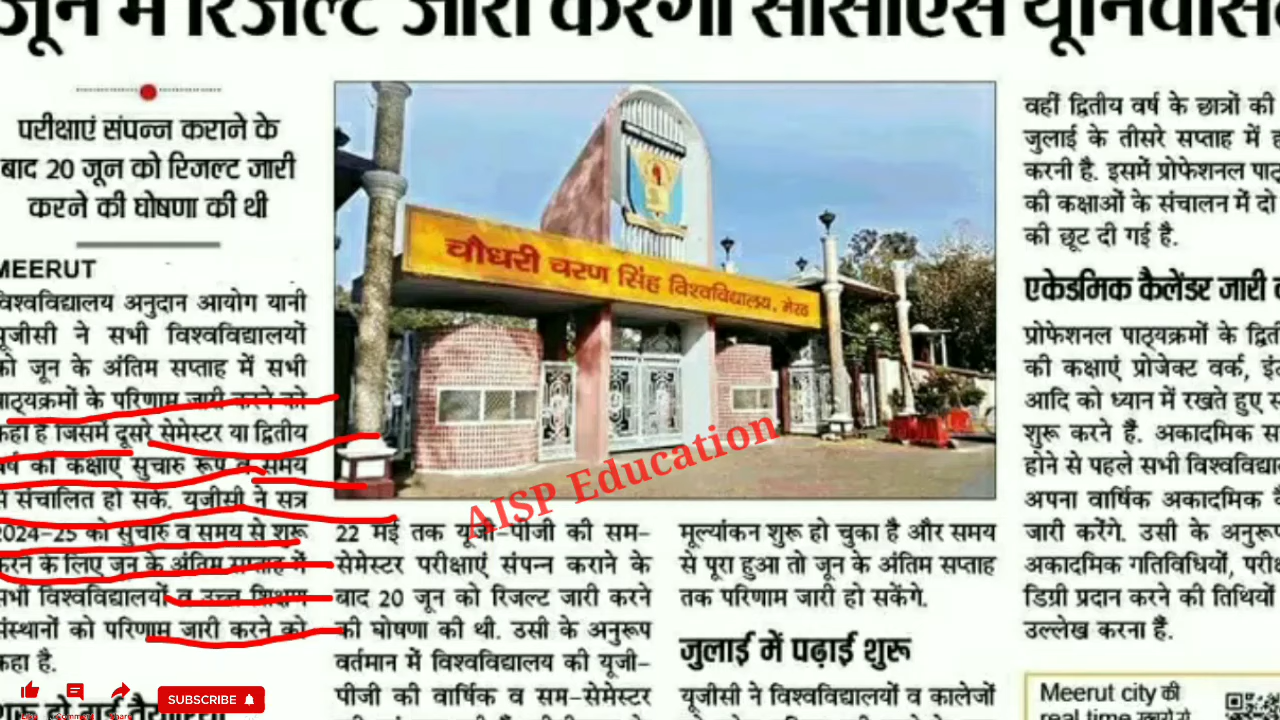 जून में रिजल्ट जारी करेगी सीसीएस
परीक्षाएं संपन्न कराने के
बाद 20 जून को रिजल्ट जारी
करने की घोषणा की थी
MEERUT
विश्वविद्यालय अनुदान आयोग यानी
यूजीसी ने सभी विश्वविद्यालयों
को जून के अंतिम सप्ताह में सभी
पाठ्यक्रमों के परिणाम जारी करने को
कहा है जिसमें दूसरे सेमेस्टर या द्वितीय
वर्ष की कक्षाएं सुचारु रूप व समय
से संचालित हो सकें. यूजीसी ने सत्र
2024-25 को सुचारु व समय से शुरू
करने के लिए जून के अंतिम सप्ताह में
सभी विश्वविद्यालयों व उच्च शिक्षण
संस्थानों को परिणाम जारी करने को
कहा है.
चौधरी चरण सिंह विश्वविद्यालय, मेरठ
AISP Education
22 मई तक यूजी-पीजी की सम-
सेमेस्टर परीक्षाएं संपन्न कराने के
बाद 20 जून को रिजल्ट जारी करने
की घोषणा की थी. उसी के अनुरूप
वर्तमान में विश्वविद्यालय की यूजी-
पीजी की वार्षिक व सम-सेमेस्टर
मूल्यांकन शुरू हो चुका है और समय
से पूरा हुआ तो जून के अंतिम सप्ताह
तक परिणाम जारी हो सकेंगे.
जुलाई में पढ़ाई शुरू
यूजीसी ने विश्वविद्यालयों व कालेजों
वहीं द्वितीय वर्ष के छात्रों की
जुलाई के तीसरे सप्ताह में
करनी है. इसमें प्रोफेशनल
की कक्षाओं के संचालन में दो
की छूट दी गई है.
एकेडमिक कैलेंडर जारी
प्रोफेशनल पाठ्यक्रमों के
की कक्षाएं प्रोजेक्ट वर्क,
आदि को ध्यान में रखते हुए
शुरू करने हैं. अकादमिक
होने से पहले सभी
अपना वार्षिक अकादमिक
जारी करेंगे. उसी के
अकादमिक गतिविधियों,
डिग्री प्रदान करने की तिथियों
उल्लेख करना है.
Meerut city की
real time
SUBSCRIBE